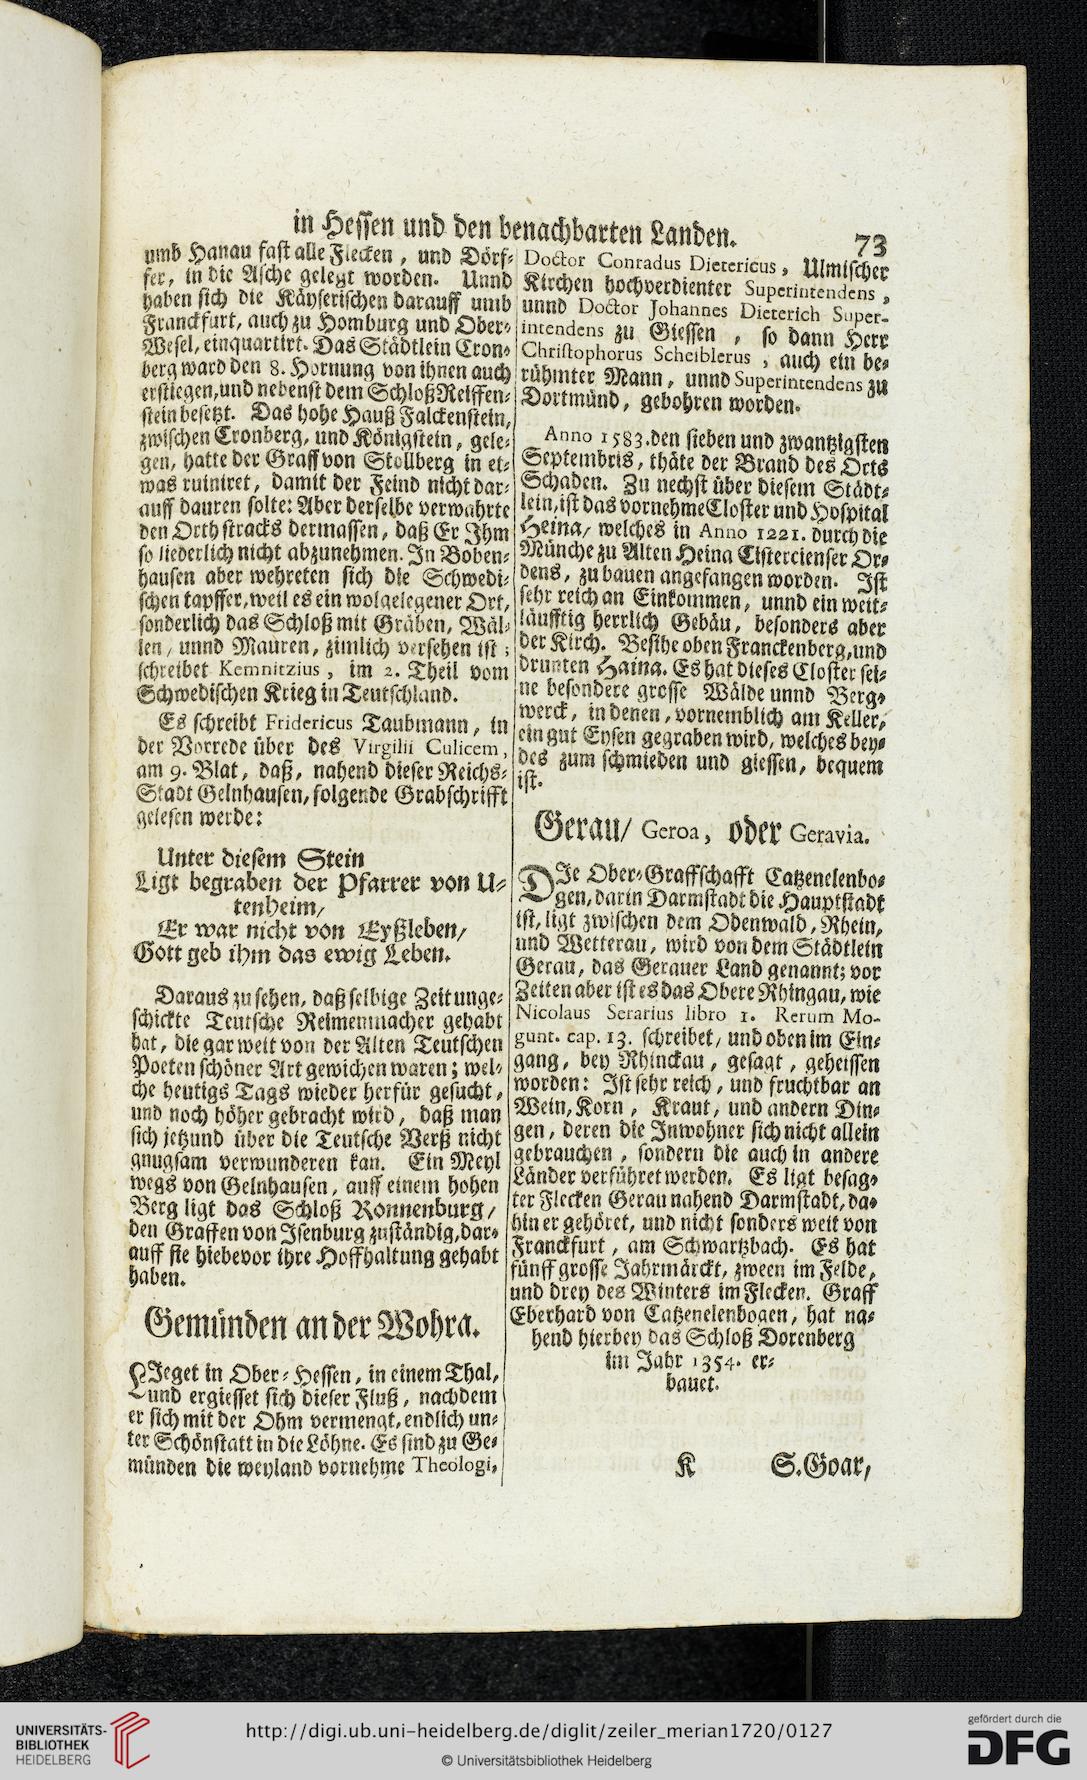 in Hessen und den benachbarten Landen.
73
umb Hanau fast alle Flecken, und Dörf-
fer, in die Asche gelegt worden. Unnd
haben sich die Käyserischen darauff umb
Franckfurt, auch zu Homburg und Ober-
Wesel, einquartirt. Das Städtlein Cron-
berg ward den 8. Hornung von ihnen auch
erstiegen, und nebenst dem Schloß Reiffen-
stein besetzt. Das hohe Hauß Falckenstein,
zwischen Cronberg, und Königstein, gele-
gen, hatte der Graff von Stollberg in et-
was ruiniret, damit der Feind nicht dar-
auff dauren solte: Aber derselbe verwahrte
den Orth stracks dermassen, daß Er Ihm
so liederlich nicht abzunehmen. In Boben-
hausen aber wehreten sich die Schwedi-
schen tapffer, weil es ein wolgelegener Ort,
sonderlich das Schloß mit Gräben, Wäl-
len, unnd Mauren, zimlich versehen ist;
schreibet Kemnitzius, im 2. Theil vom
Schwedischen Krieg in Teutschland.
Es schreibt Fridericus Taubmann, in
der Vorrede über des Virgilii Culicem,
am 9. Blat, daß, nahend dieser Reichs-
Stadt Gelnhausen, folgende Grabschrifft
gelesen werde:
Unter diesem Stein
Ligt begraben der Pfarrer von U-
tenheim/
Er war nicht von Eyßleben/
Gott geb ihm das ewig Leben.
Daraus zu sehen, daß selbige Zeit unge-
schickte Teutsche Reimenmacher gehabt
hat, die gar weit von der Alten Teutschen
Poeten schöner Art gewichen waren; wel-
che heutigs Tags wieder herfür gesucht,
und noch höher gebracht wird, daß man
sich jetzund über die Teutsche Verß nicht
gnugsam verwunderen kan. Ein Meyl
wegs von Gelnhausen, auff einem hohen
Berg ligt das Schloß Ronnenburg/
den Graffen von Isenburg zuständig, dar-
auff sie hiebevor ihre Hoffhaltung gehabt
haben.
Gemünden an der Wohra.
LJeget in Ober-Hessen, in einem Thal,
und ergiesset sich dieser Fluß, nachdem
er sich mit der Ohm vermengt, endlich un-
ter Schönstatt in die Löhne. Es sind zu Ge-
münden die weyland vornehme Theologi,
Doctor Conradus Dietericus, Ulmischer
Kirchen hochverdienter Superintendens,
unnd Doctor Johannes Dieterich Super-
intendens zu Giessen, so dann Herr
Christophorus Scheiblerus, auch ein be-
rühmter Mann, unnd Superintendens zu
Dortmünd, gebohren worden.
Anno 1583. den sieben und zwantzigsten
Septembris, thäte der Brand des Orts
Schaden. Zu nechst über diesem Städt-
lein, ist das vornehme Closter und Hospital
Heina/ welches in Anno 1221. durch die
Münche zu Alten Heina Cistercienser Or-
dens, zu bauen angefangen worden. Ist
sehr reich an Einkommen, unnd ein weit-
läufftig herrlich Gebäu, besonders aber
der Kirch. Besihe oben Franckenberg, und
drunten Haina. Es hat dieses Closter sei-
ne besondere grosse Wälde unnd Berg-
werck, in denen, vornemblich am Keller,
ein gut Eysen gegraben wird, welches bey-
des zum schmieden und giessen, bequem
ist.
Gerau/ Geroa, oder Geravia.
DJe Ober-Graffschafft Catzenelenbo-
gen, darin Darmstadt die Hauptstadt
ist, ligt zwischen dem Odenwald, Rhein,
und Wetterau, wird von dem Städtlein
Gerau, das Gerauer Land genannt; vor
Zeiten aber ist es das Obere Rhingau, wie
Nicolaus Serarius libro 1. Rerum Mo-
gunt. cap. 13. schreibet, und oben im Ein-
gang, bey Rhinckau, gesagt, geheissen
worden: Ist sehr reich, und fruchtbar an
Wein, Korn, Kraut, und andern Din-
gen, deren die Inwohner sich nicht allein
gebrauchen, sondern die auch in andere
Länder verführet werden. Es ligt besag-
ter Flecken Gerau nahend Darmstadt, da-
hin er gehöret, und nicht sonders weit von
Franckfurt, am Schwartzbach. Es hat
fünff grosse Jahrmärckt, zween im Felde,
und drey des Winters im Flecken. Graff
Eberhard von Catzenelenbogen, hat na-
hend hierbey das Schloß Dorenberg
im Jahr 1354. er-
bauet.
K
S. Goar,
UNIVERSITÄTS-
BIBLIOTHEK
HEIDELBERG
http://digi.ub.uni-heidelberg.de/diglit/zeiler_merian1720/0127
© Universitätsbibliothek Heidelberg
gefördert durch die
DFG